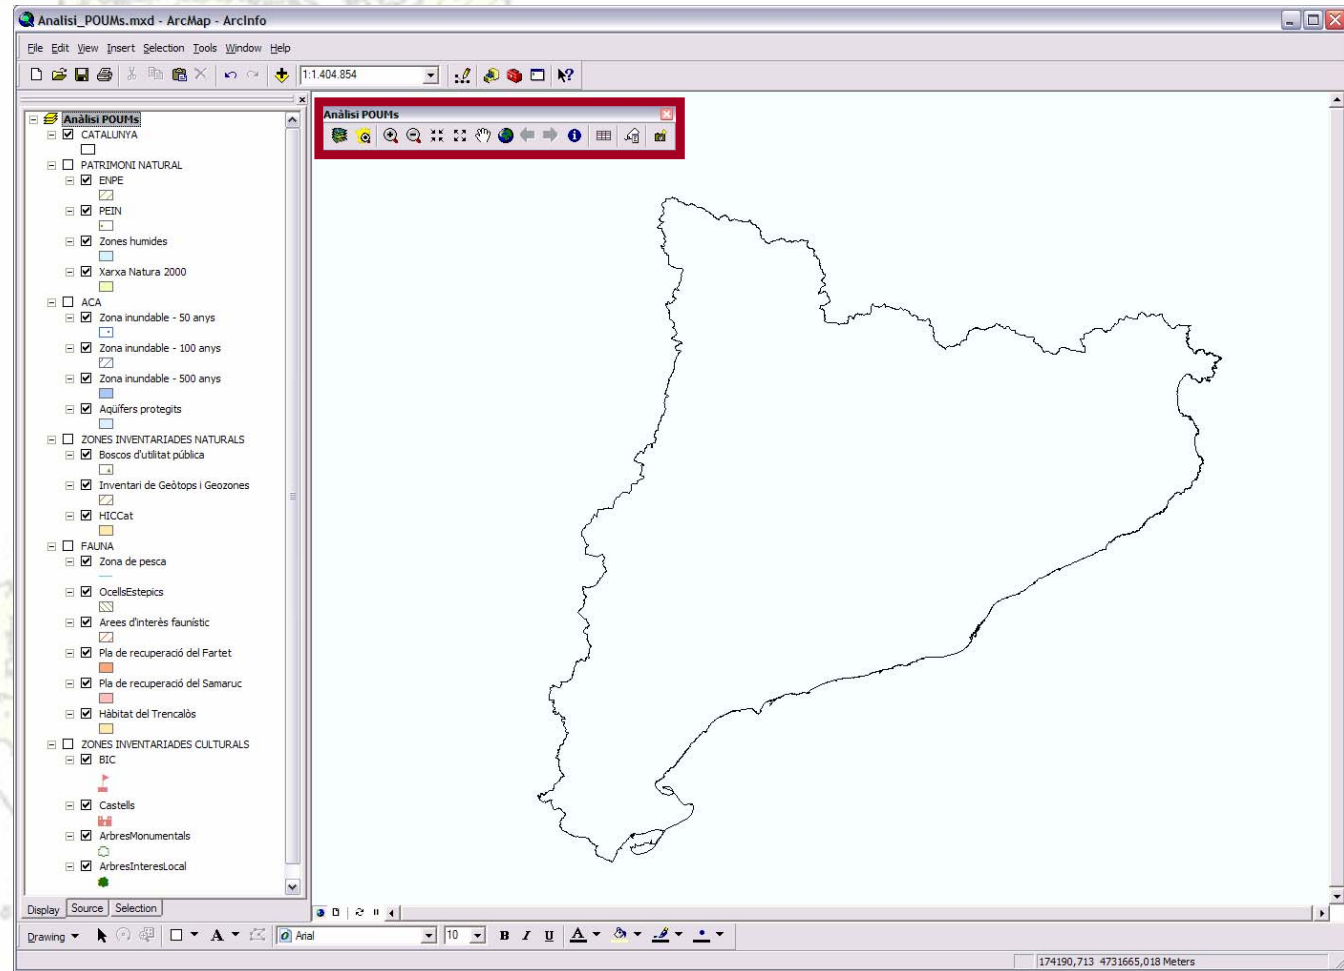 Analisi_POUMs.mxd - ArcMap - ArcInfo
File Edit View Insert Selection Tools Window Help
1:1.404.854
Anàlisi POUMs
Anàlisi POUMs
CATALUNYA
PATRIMONI NATURAL
ENPE
PEIN
Zones humides
Xarxa Natura 2000
ACA
Zona inundable - 50 anys
Zona inundable - 100 anys
Zona inundable - 500 anys
Aqüífers protegits
ZONES INVENTARIADES NATURALS
Boscos d'utilitat pública
Inventari de Geòtops i Geozones
HICCat
FAUNA
Zona de pesca
OcellsEstepics
Arees d'interès faunístic
Pla de recuperació del Fartet
Pla de recuperació del Samaruc
Hàbitat del Trencalòs
ZONES INVENTARIADES CULTURALS
BIC
Castells
ArbresMonumentals
ArbresInteresLocal
Display Source Selection
Drawing A Arial 10 B I U A
174190,713 4731665,018 Meters